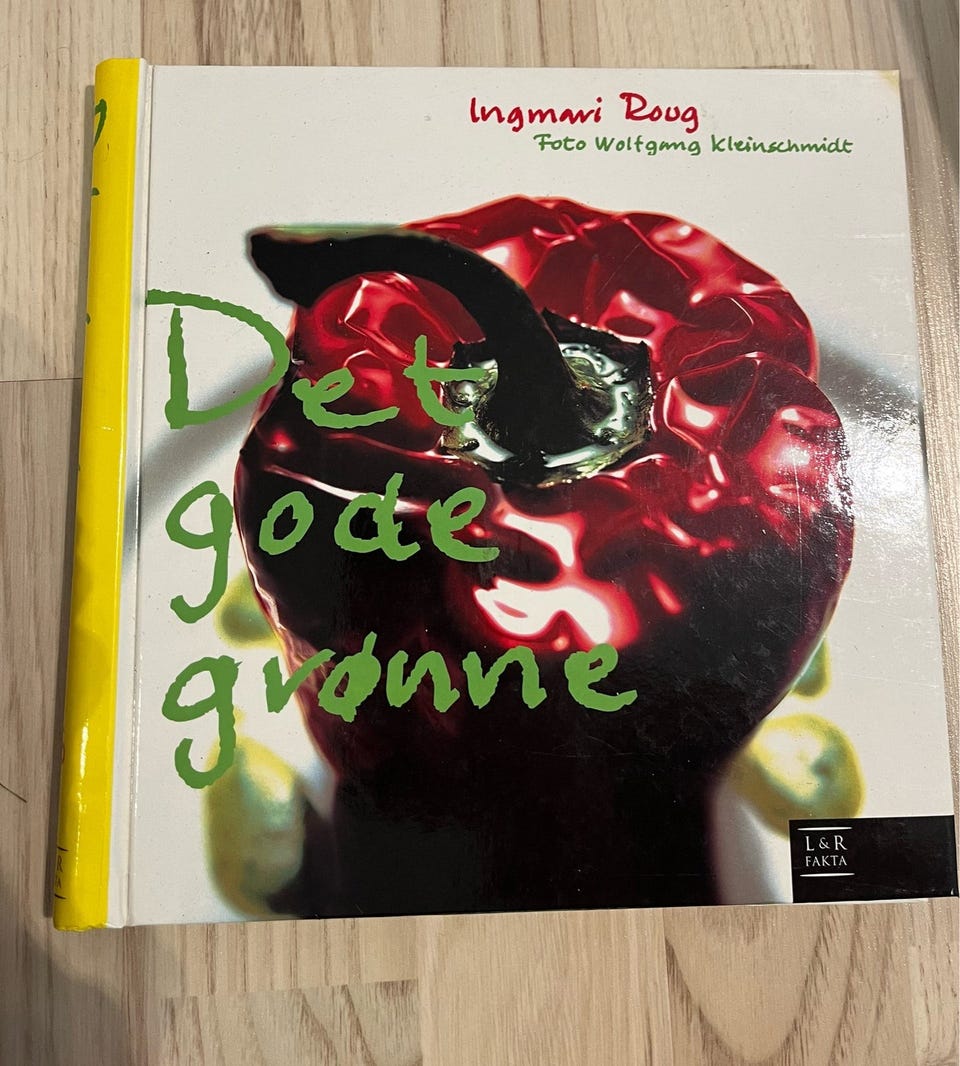 Ingmari Roug
Foto Wolfgang Kleinschmidt
Det
gode
grønne
L & R
FAKTA